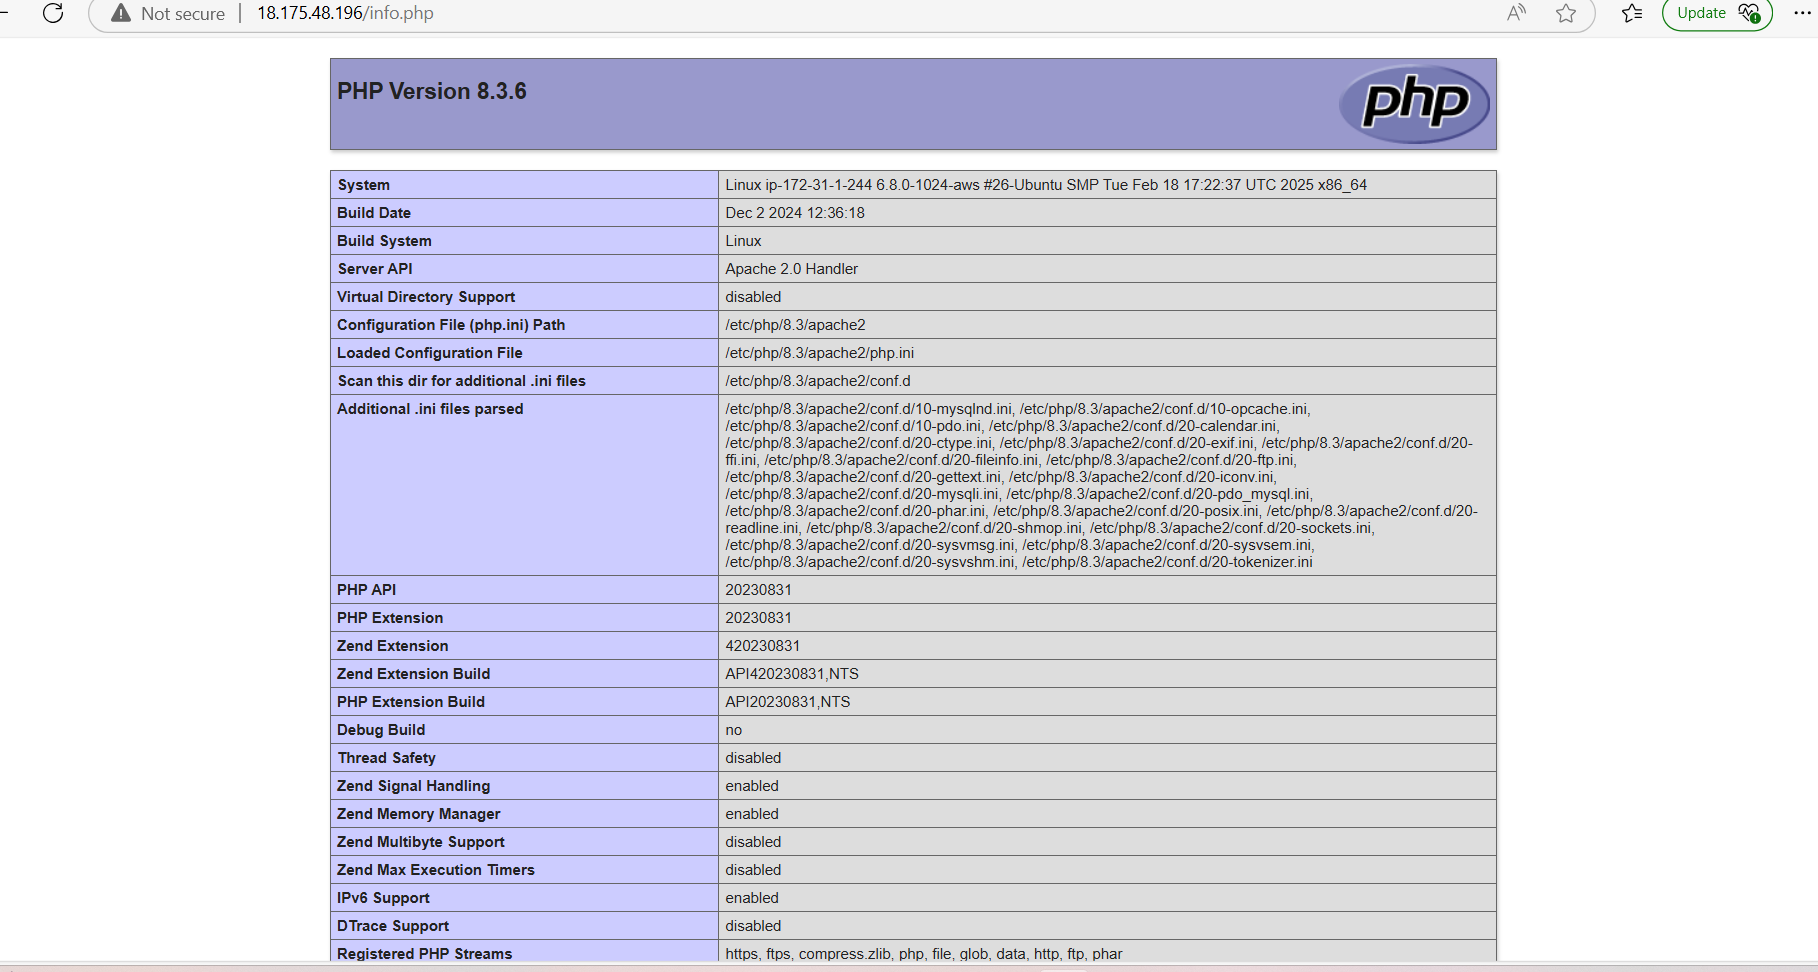 Not secure | 18.175.48.196/info.php
Update
PHP Version 8.3.6
php
System Linux ip-172-31-1-244 6.8.0-1024-aws #26-Ubuntu SMP Tue Feb 18 17:22:37 UTC 2025 x86_64
Build Date Dec 2 2024 12:36:18
Build System Linux
Server API Apache 2.0 Handler
Virtual Directory Support disabled
Configuration File (php.ini) Path /etc/php/8.3/apache2
Loaded Configuration File /etc/php/8.3/apache2/php.ini
Scan this dir for additional .ini files /etc/php/8.3/apache2/conf.d
Additional .ini files parsed /etc/php/8.3/apache2/conf.d/10-mysqlnd.ini, /etc/php/8.3/apache2/conf.d/10-opcache.ini,
/etc/php/8.3/apache2/conf.d/10-pdo.ini, /etc/php/8.3/apache2/conf.d/20-calendar.ini,
/etc/php/8.3/apache2/conf.d/20-ctype.ini, /etc/php/8.3/apache2/conf.d/20-exif.ini, /etc/php/8.3/apache2/conf.d/20-
ffi.ini, /etc/php/8.3/apache2/conf.d/20-fileinfo.ini, /etc/php/8.3/apache2/conf.d/20-ftp.ini,
/etc/php/8.3/apache2/conf.d/20-gettext.ini, /etc/php/8.3/apache2/conf.d/20-iconv.ini,
/etc/php/8.3/apache2/conf.d/20-mysqli.ini, /etc/php/8.3/apache2/conf.d/20-pdo_mysql.ini,
/etc/php/8.3/apache2/conf.d/20-phar.ini, /etc/php/8.3/apache2/conf.d/20-posix.ini, /etc/php/8.3/apache2/conf.d/20-
readline.ini, /etc/php/8.3/apache2/conf.d/20-shmop.ini, /etc/php/8.3/apache2/conf.d/20-sockets.ini,
/etc/php/8.3/apache2/conf.d/20-sysvmsg.ini, /etc/php/8.3/apache2/conf.d/20-sysvsem.ini,
/etc/php/8.3/apache2/conf.d/20-sysvshm.ini, /etc/php/8.3/apache2/conf.d/20-tokenizer.ini
PHP API 20230831
PHP Extension 20230831
Zend Extension 420230831
Zend Extension Build API420230831,NTS
PHP Extension Build API20230831,NTS
Debug Build no
Thread Safety disabled
Zend Signal Handling enabled
Zend Memory Manager enabled
Zend Multibyte Support disabled
Zend Max Execution Timers disabled
IPv6 Support enabled
DTrace Support disabled
Registered PHP Streams https, ftps, compress.zlib, php, file, glob, data, http, ftp, phar